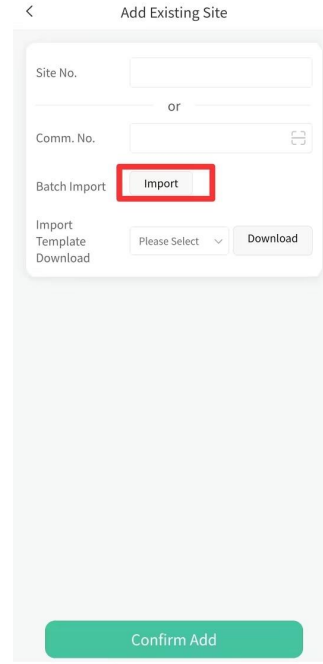 Add Existing Site
Site No.
or
Comm. No.
Batch Import Import
Import
Template
Download
Please Select
Download
Confirm Add